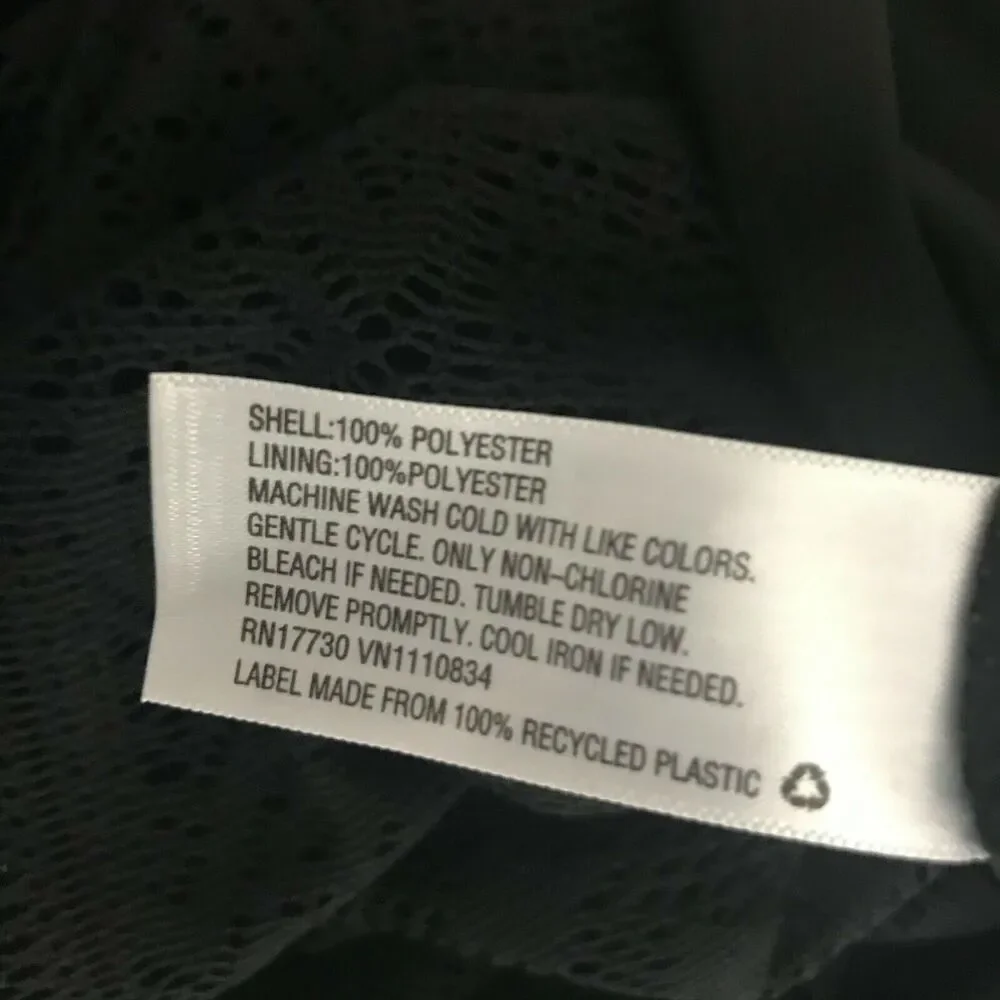 SHELL:100% POLYESTER
LINING:100%POLYESTER
MACHINE WASH COLD WITH LIKE COLORS.
GENTLE CYCLE. ONLY NON-CHLORINE
BLEACH IF NEEDED. TUMBLE DRY LOW.
REMOVE PROMPTLY. COOL IRON IF NEEDED.
RN17730 VN1110834
LABEL MADE FROM 100% RECYCLED PLASTIC